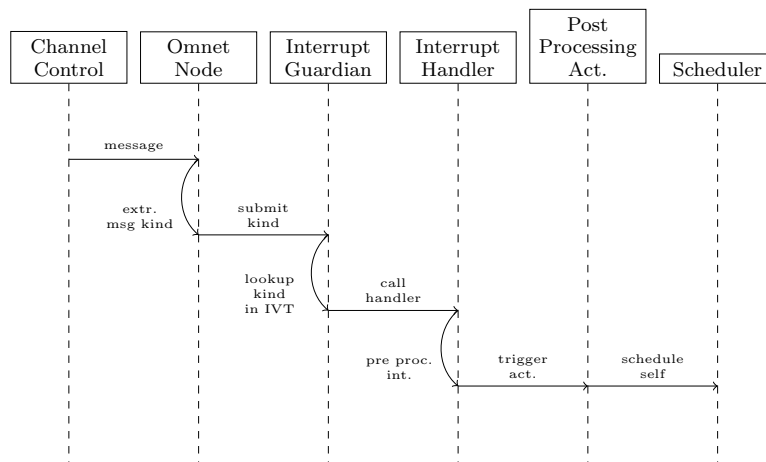 Channel
Control
Omnet
Node
Interrupt
Guardian
Interrupt
Handler
Post
Processing
Act.
Scheduler
message
extr.
msg kind
submit
kind
lookup
kind
in IVT
call
handler
pre proc.
int.
trigger
act.
schedule
self